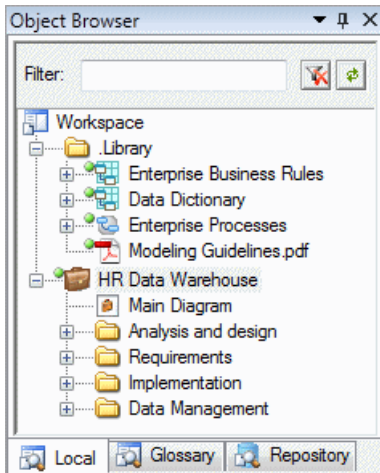 Object Browser
Filter:
Workspace
.Library
Enterprise Business Rules
Data Dictionary
Enterprise Processes
Modeling Guidelines.pdf
HR Data Warehouse
Main Diagram
Analysis and design
Requirements
Implementation
Data Management
Local Glossary Repository